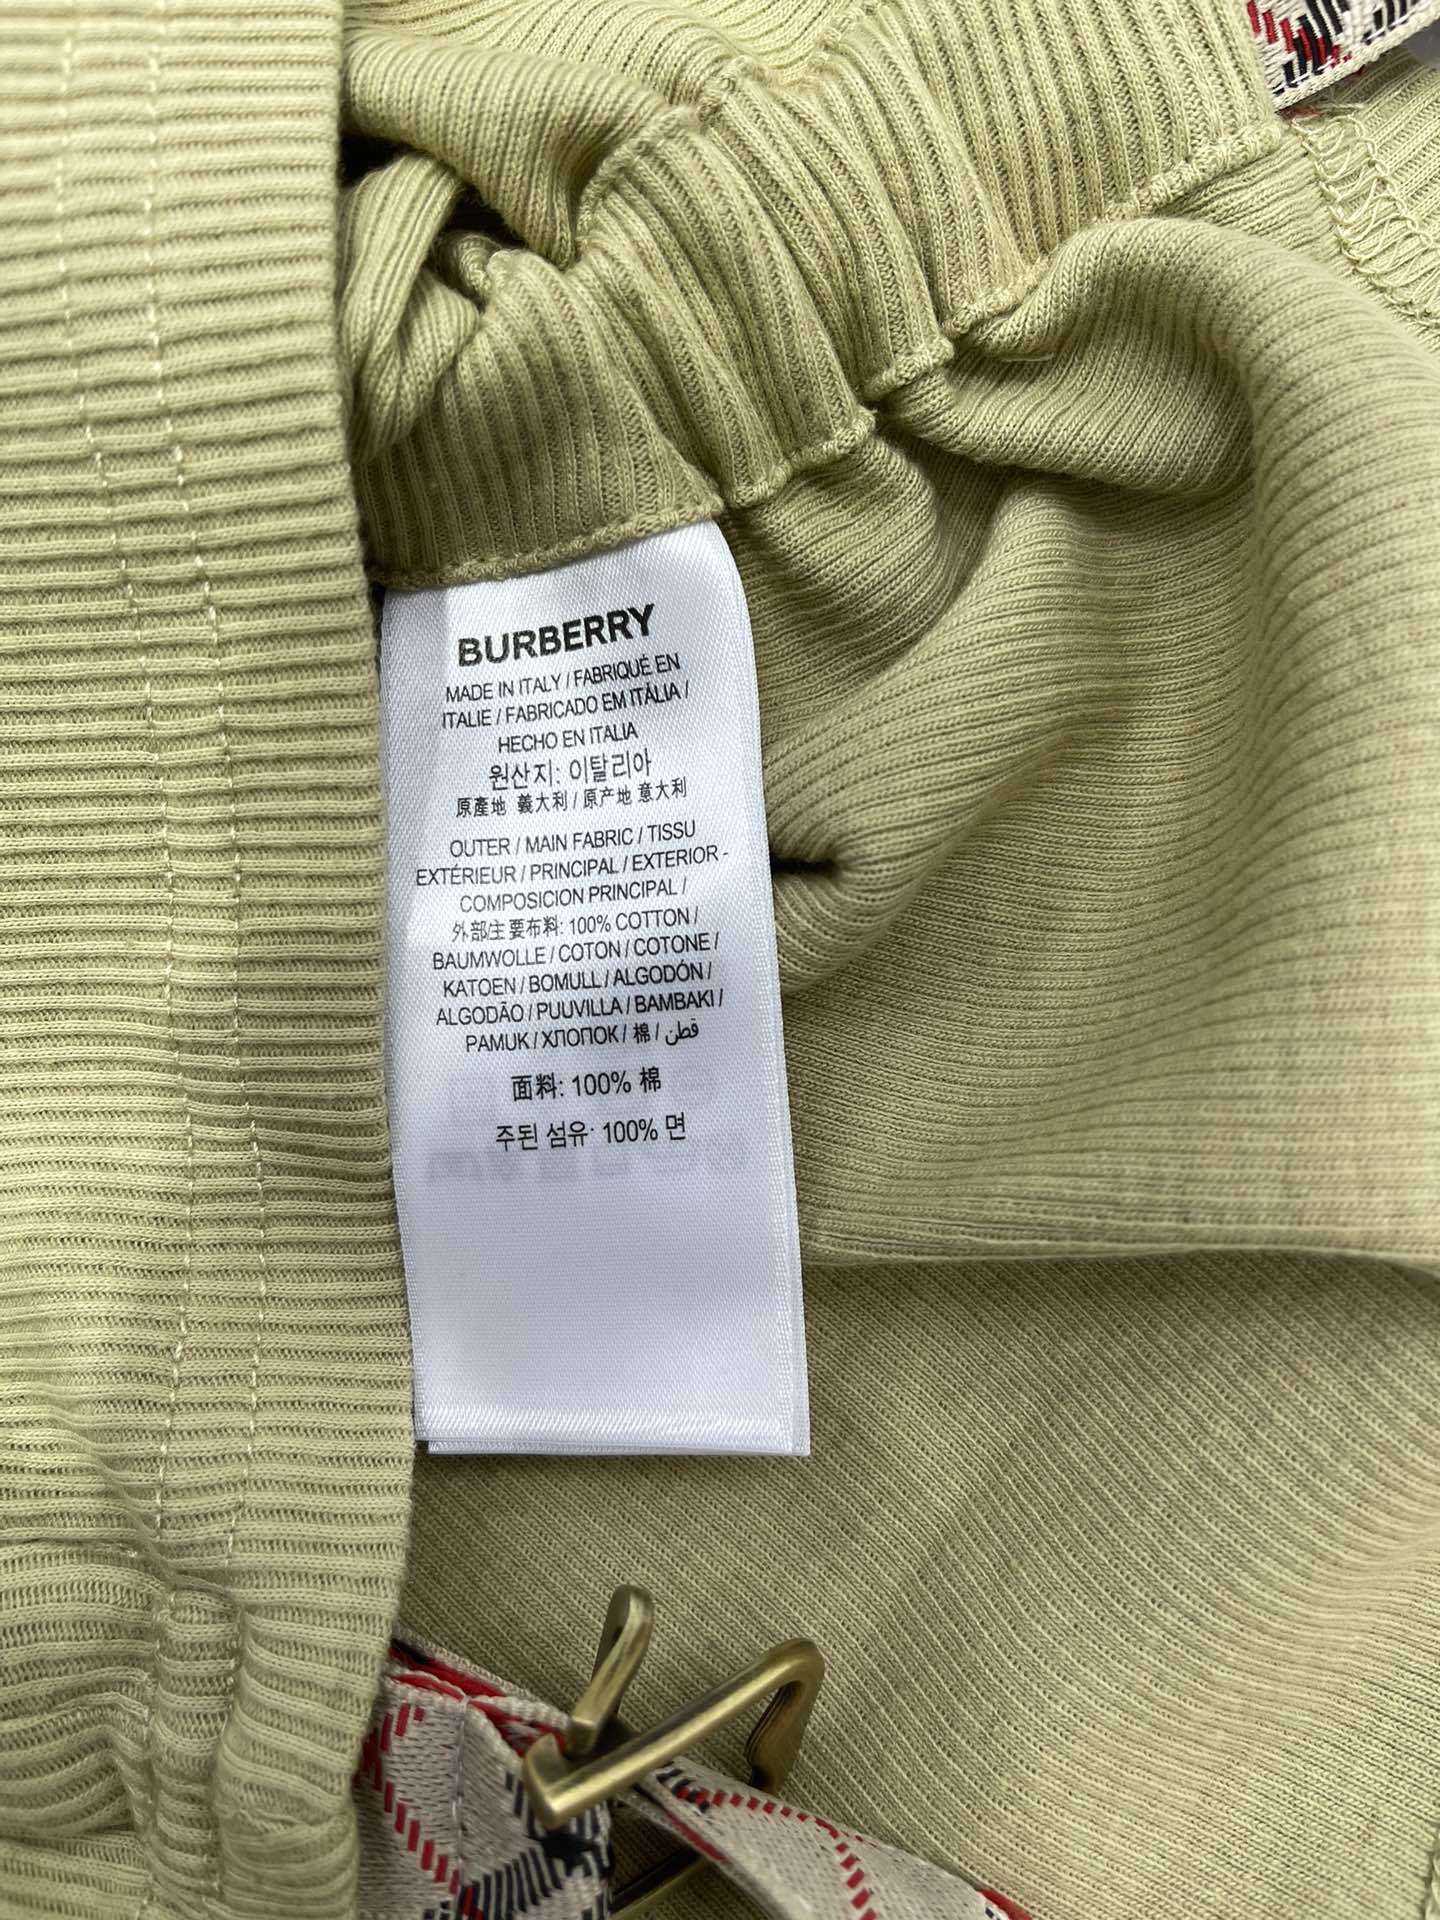 BURBERRY
MADE IN ITALY / FABRIQUÉ EN
ITALIE / FABRICADO EM ITÁLIA /
HECHO EN ITALIA
원산지: 이탈리아
原產地 義大利 / 原产地 意大利
OUTER / MAIN FABRIC / TISSU
EXTÉRIEUR / PRINCIPAL / EXTERIOR -
COMPOSICION PRINCIPAL /
外部主要布料: 100% COTTON /
BAUMWOLLE / COTON / COTONE /
KATOEN / BOMULL / ALGODÓN /
ALGODÃO / PUUVILLA / BAMBAKI /
PAMUK / ХЛОПОК / 棉 / قطن
面料: 100% 棉
주된 섬유: 100% 면